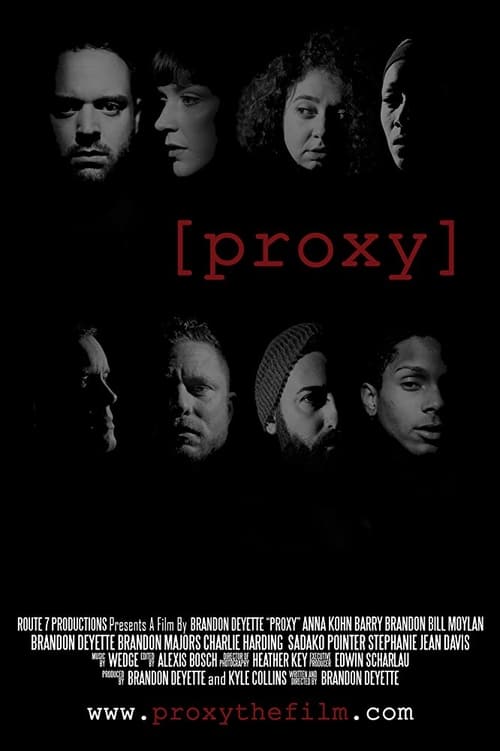 [proxy]
ROUTE 7 PRODUCTIONS Presents A Film By BRANDON DEYETTE "PROXY" ANNA KOHN BARRY BRANDON BILL MOYLAN
BRANDON DEYETTE BRANDON MAJORS CHARLIE HARDING SADAKO POINTER STEPHANIE JEAN DAVIS
MUSIC BY WEDGE EDITED BY ALEXIS BOSCH DIRECTOR OF PHOTOGRAPHY HEATHER KEY EXECUTIVE PRODUCER EDWIN SCHARLAU
PRODUCED BY BRANDON DEYETTE and KYLE COLLINS WRITTEN AND DIRECTED BY BRANDON DEYETTE
www.proxythefilm.com